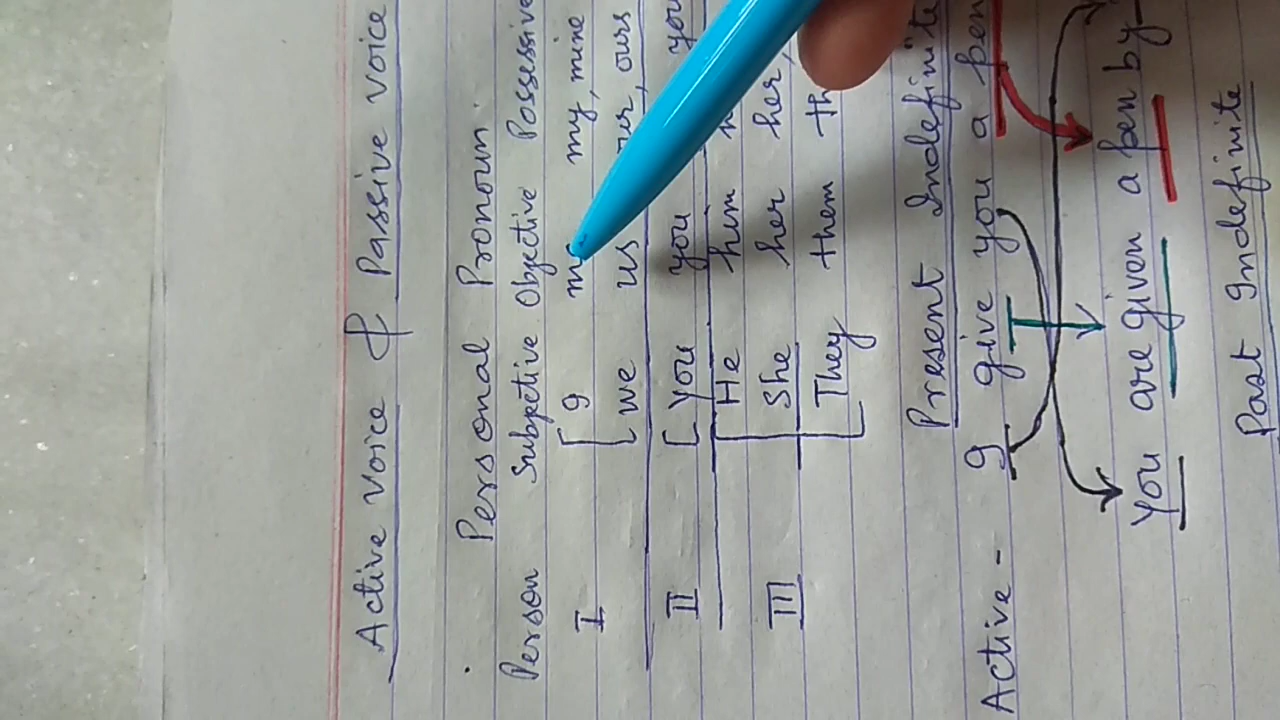 Active Voice & Passive Voice
Personal Pronoun
Person Subjective Objective Possessive
I [ I my, mine
[ we us ours
II [ You you
He him
III She her her,
They them
Present Indefinite
Active - I give you a pen
You are given a pen by
Past Indefinite